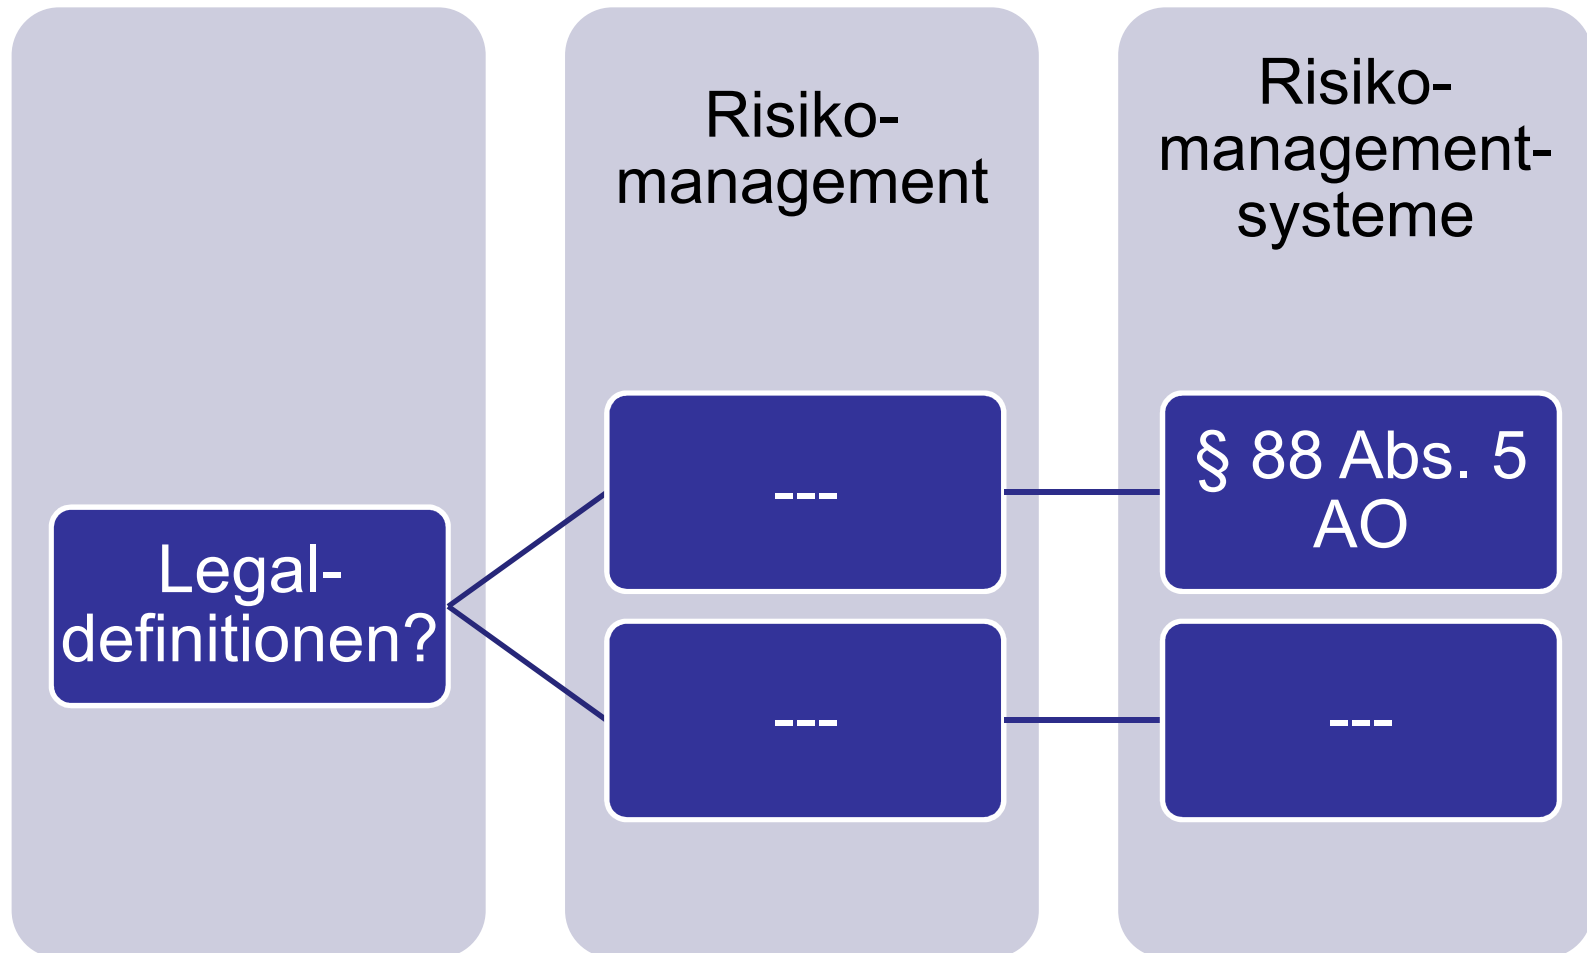 Risiko-
management
Risiko-
management-
systeme
Legal-
definitionen?
---
§ 88 Abs. 5
AO
---
---